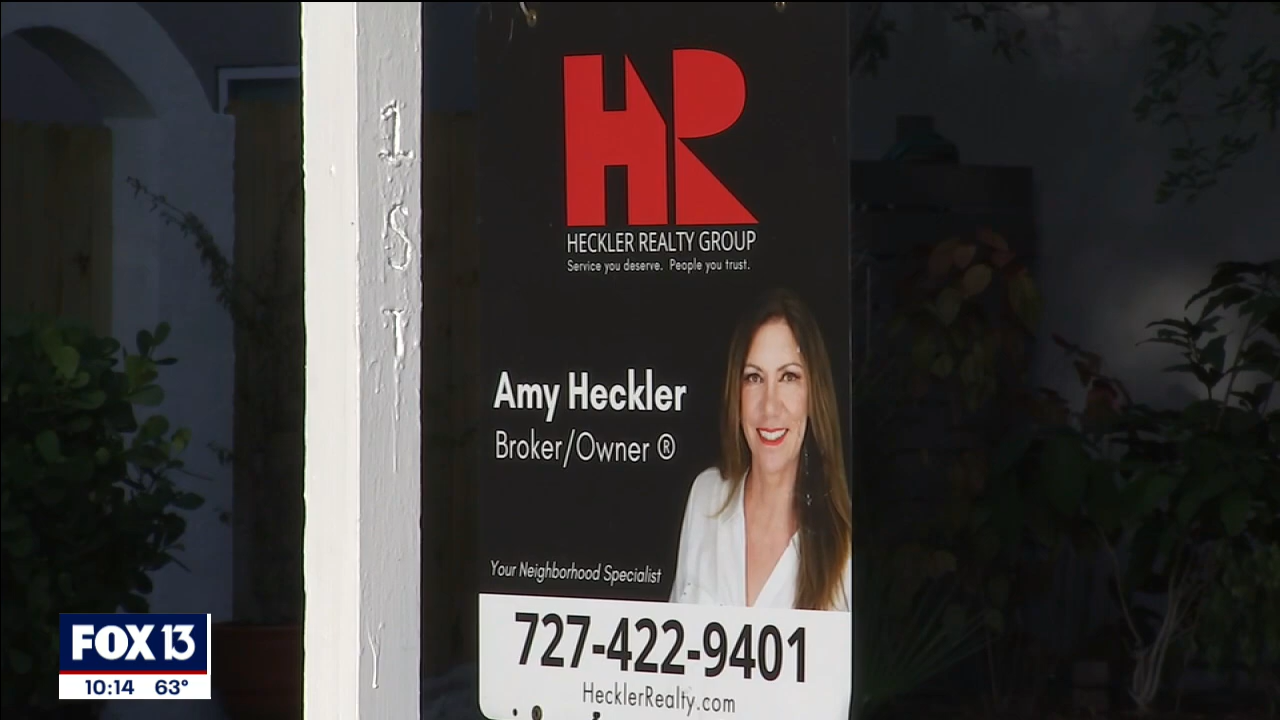 1
S
T
HR
HECKLER REALTY GROUP
Service you deserve. People you trust.
Amy Heckler
Broker/Owner ®
Your Neighborhood Specialist
727-422-9401
HecklerRealty.com
FOX 13
10:14 63°